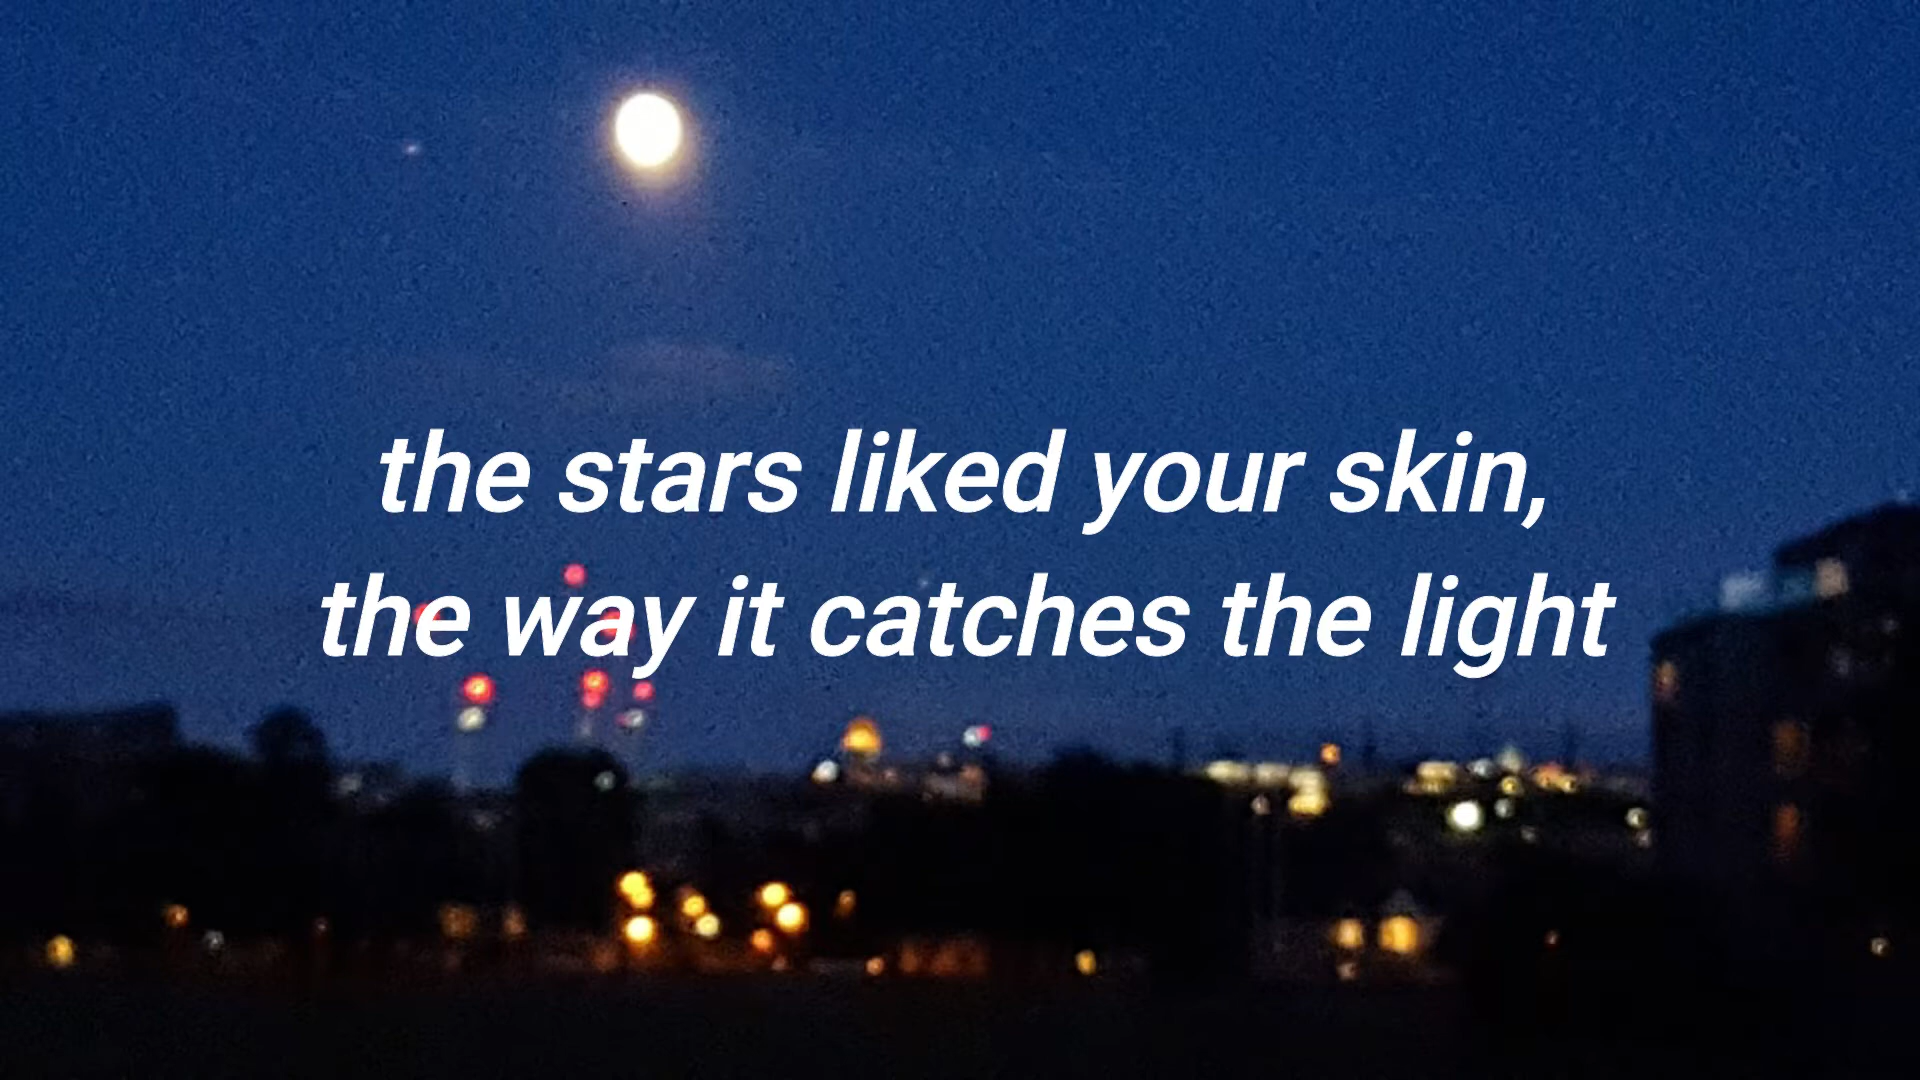 the stars liked your skin,
the way it catches the light